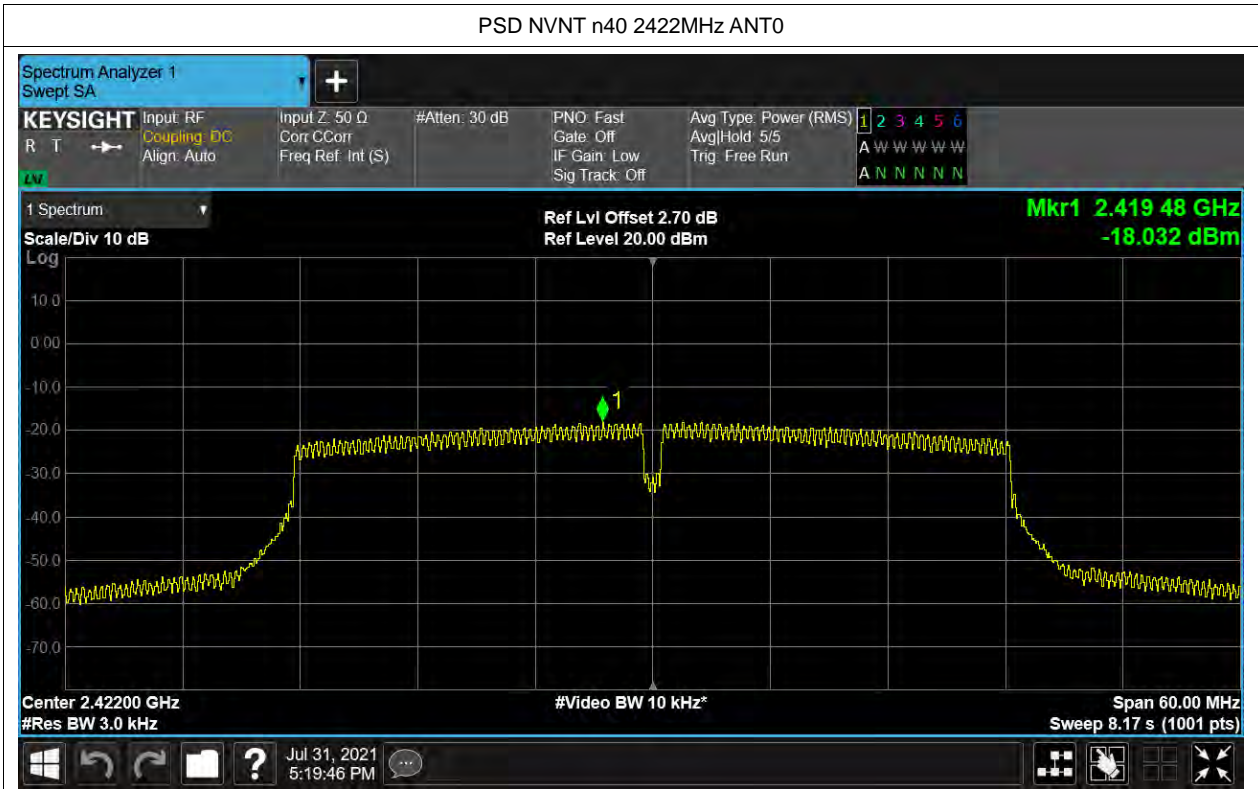 PSD NVNT n40 2422MHz ANT0
Spectrum Analyzer 1
Swept SA
+
KEYSIGHT
R T
LV
Input: RF
Coupling: DC
Align: Auto
Input Z: 50 Ω
Corr CCorr
Freq Ref: Int (S)
#Atten: 30 dB
PNO: Fast
Gate: Off
IF Gain: Low
Sig Track: Off
Avg Type: Power (RMS)
Avg|Hold: 5/5
Trig: Free Run
1 2 3 4 5 6
A W W W W W
A N N N N N
1 Spectrum
Scale/Div 10 dB
Log
Ref Lvl Offset 2.70 dB
Ref Level 20.00 dBm
Mkr1 2.419 48 GHz
-18.032 dBm
10.0
0.00
-10.0
-20.0
-30.0
-40.0
-50.0
-60.0
-70.0
1
Center 2.42200 GHz
#Res BW 3.0 kHz
#Video BW 10 kHz*
Span 60.00 MHz
Sweep 8.17 s (1001 pts)
?
Jul 31, 2021
5:19:46 PM